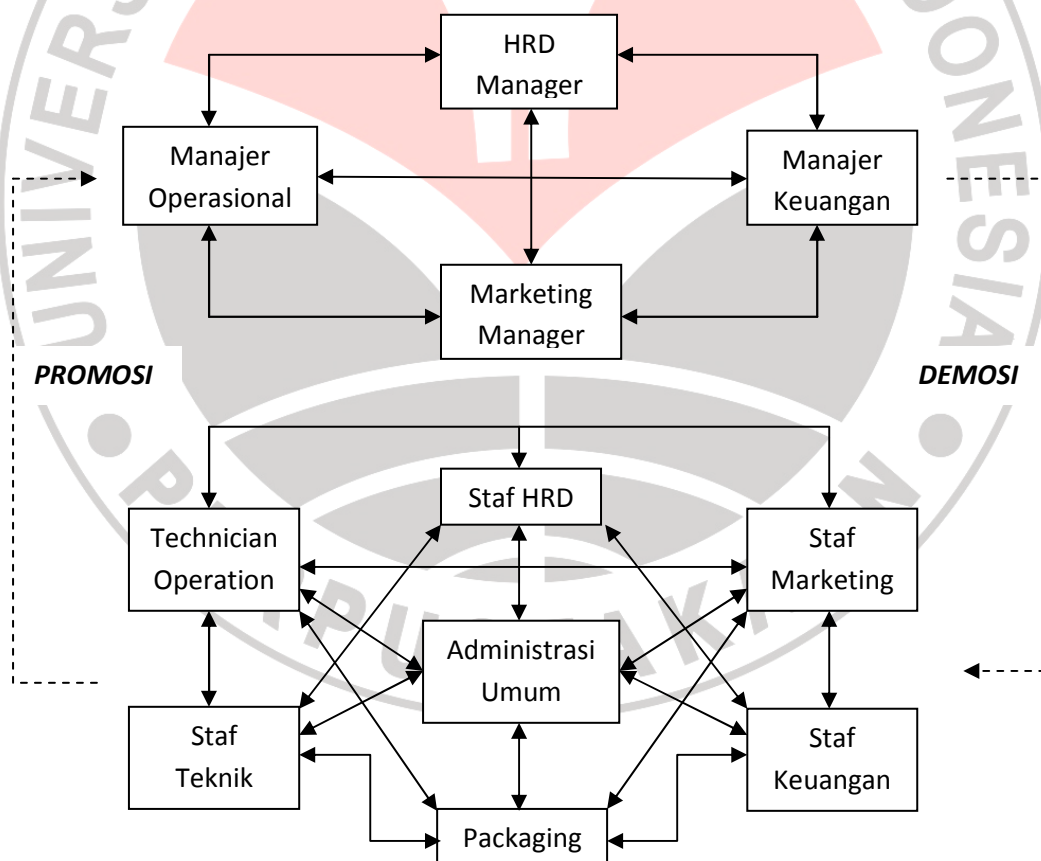 HRD
Manager
Manajer
Operasional
Manajer
Keuangan
Marketing
Manager
PROMOSI
DEMOSI
Staf HRD
Technician
Operation
Staf
Marketing
Administrasi
Umum
Staf
Teknik
Staf
Keuangan
Packaging